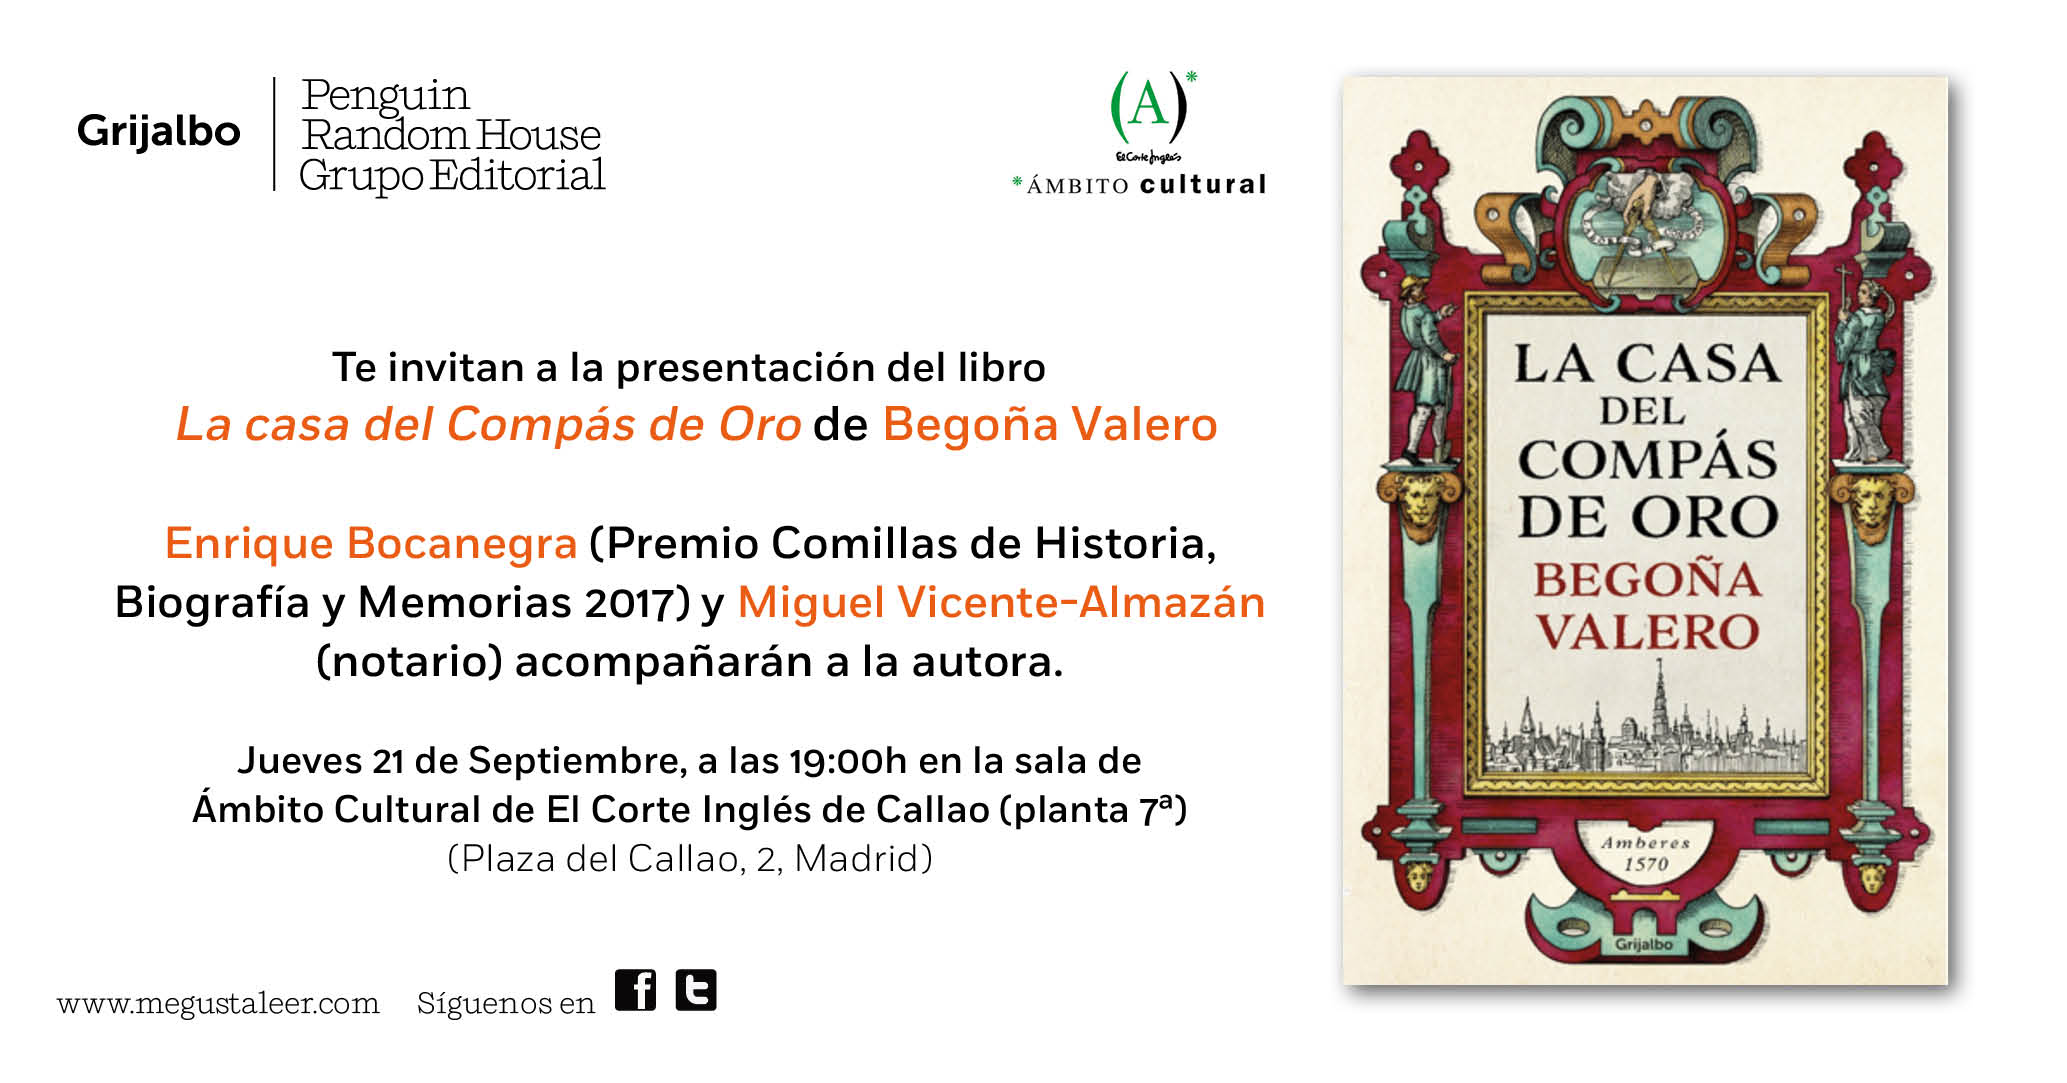 Grijalbo
Penguin
Random House
Grupo Editorial
(A)*
El Corte Inglés
*ÁMBITO cultural
Te invitan a la presentación del libro
La casa del Compás de Oro de Begoña Valero
Enrique Bocanegra (Premio Comillas de Historia,
Biografía y Memorias 2017) y Miguel Vicente-Almazán
(notario) acompañarán a la autora.
Jueves 21 de Septiembre, a las 19:00h en la sala de
Ámbito Cultural de El Corte Inglés de Callao (planta 7ª)
(Plaza del Callao, 2, Madrid)
www.megustaleer.com Síguenos en
LA CASA
DEL
COMPÁS
DE ORO
BEGOÑA
VALERO
Amberes
1570
Grijalbo